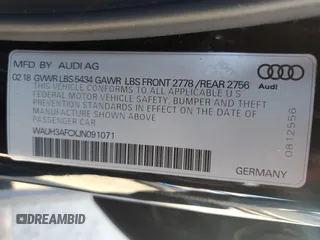 MFD BY AUDI AG
02.18 GVWR LBS 5434 GAWR LBS FRONT 2778 / REAR 2756
THIS VEHICLE CONFORMS TO ALL APPLICABLE U S
FEDERAL MOTOR VEHICLE SAFETY, BUMPER AND THEFT
PREVENTION STANDARDS IN EFFECT ON THE DATE OF
MANUFACTURE SHOWN ABOVE
PASSENGER CAR
WAUH3AFCXJN091071
Audi
0812556
GERMANY
DREAMBID